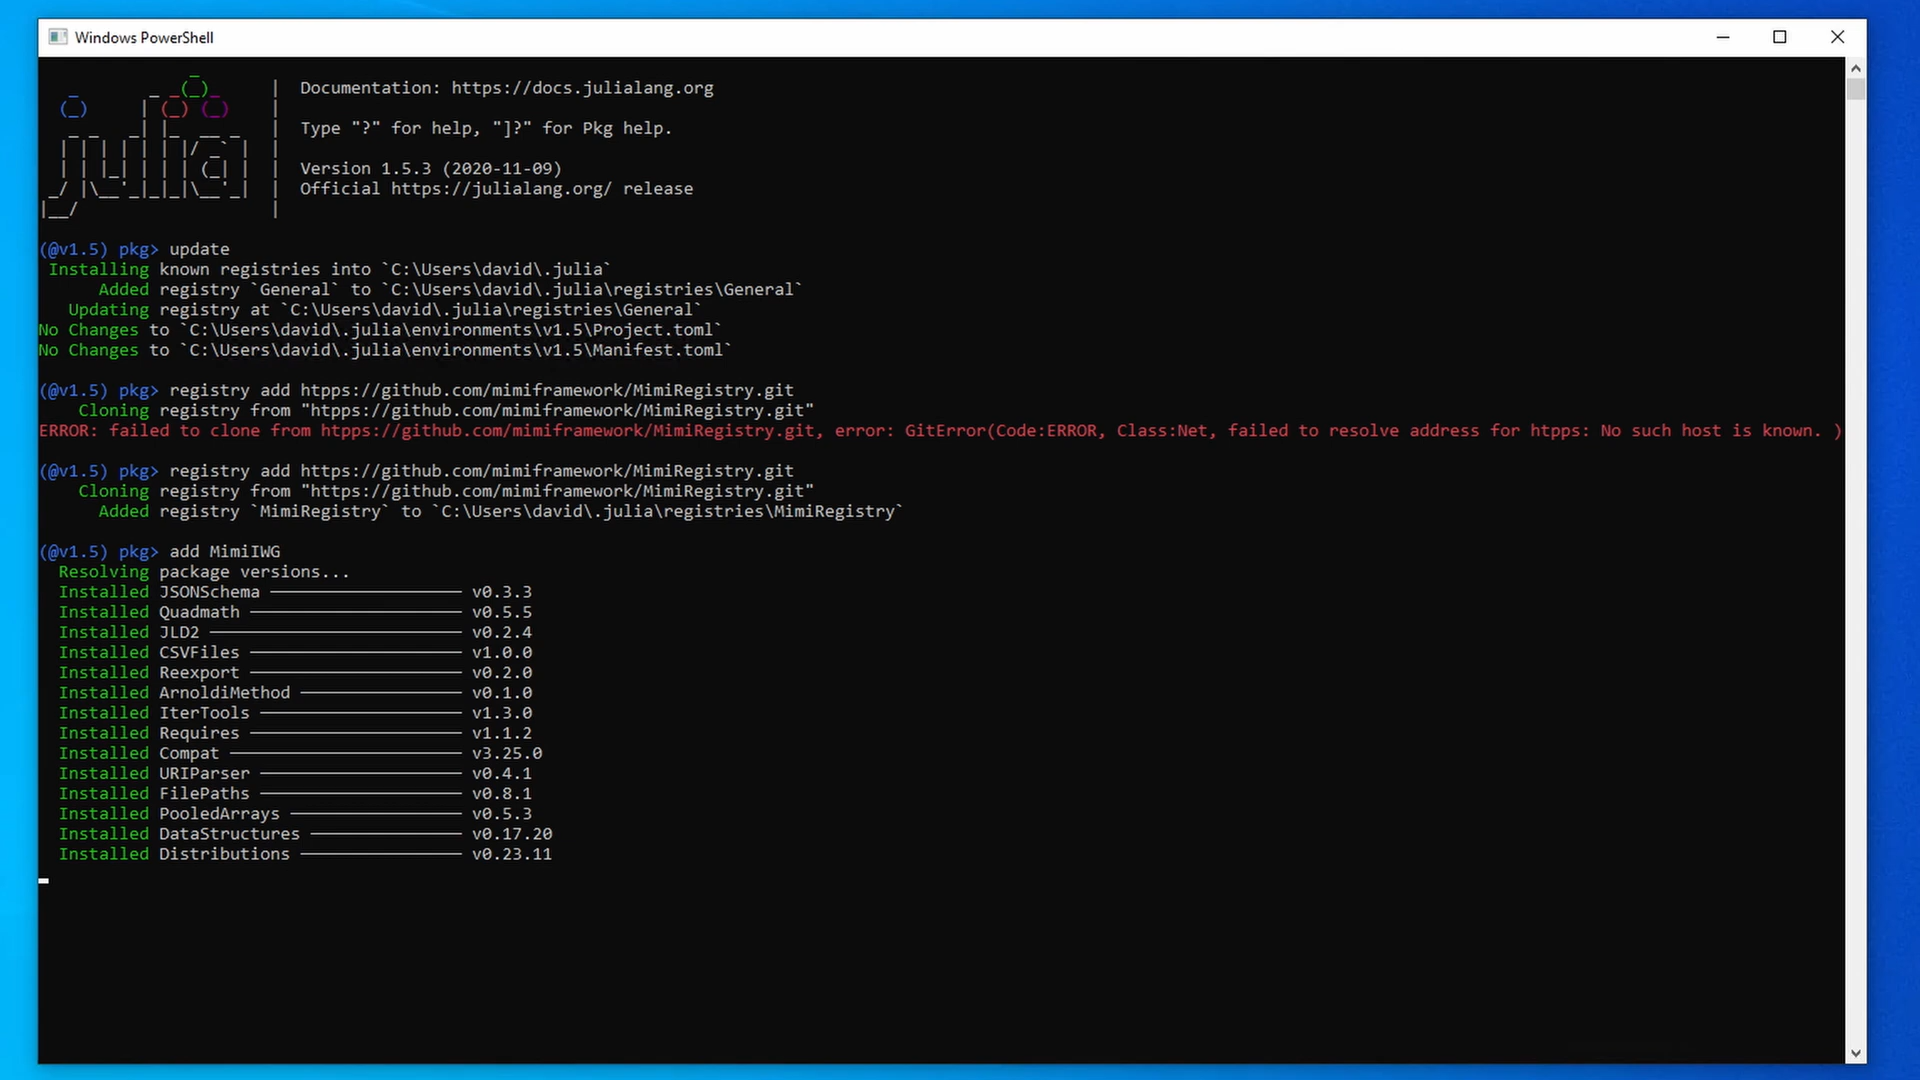 Windows PowerShell
Documentation: https://docs.julialang.org
Type "?" for help, "]?" for Pkg help.
Version 1.5.3 (2020-11-09)
Official https://julialang.org/ release
(@v1.5) pkg> update
Installing known registries into `C:\Users\david\.julia`
Added registry `General` to `C:\Users\david\.julia\registries\General`
Updating registry at `C:\Users\david\.julia\registries\General`
No Changes to `C:\Users\david\.julia\environments\v1.5\Project.toml`
No Changes to `C:\Users\david\.julia\environments\v1.5\Manifest.toml`
(@v1.5) pkg> registry add htpps://github.com/mimiframework/MimiRegistry.git
Cloning registry from "htpps://github.com/mimiframework/MimiRegistry.git"
ERROR: failed to clone from htpps://github.com/mimiframework/MimiRegistry.git, error: GitError(Code:ERROR, Class:Net, failed to resolve address for htpps: No such host is known. )
(@v1.5) pkg> registry add https://github.com/mimiframework/MimiRegistry.git
Cloning registry from "https://github.com/mimiframework/MimiRegistry.git"
Added registry `MimiRegistry` to `C:\Users\david\.julia\registries\MimiRegistry`
(@v1.5) pkg> add MimiIWG
Resolving package versions...
Installed JSONSchema ─────────────────── v0.3.3
Installed Quadmath ───────────────────── v0.5.5
Installed JLD2 ───────────────────────── v0.2.4
Installed CSVFiles ───────────────────── v1.0.0
Installed Reexport ───────────────────── v0.2.0
Installed ArnoldiMethod ──────────────── v0.1.0
Installed IterTools ──────────────────── v1.3.0
Installed Requires ───────────────────── v1.1.2
Installed Compat ─────────────────────── v3.25.0
Installed URIParser ──────────────────── v0.4.1
Installed FilePaths ──────────────────── v0.8.1
Installed PooledArrays ───────────────── v0.5.3
Installed DataStructures ─────────────── v0.17.20
Installed Distributions ──────────────── v0.23.11